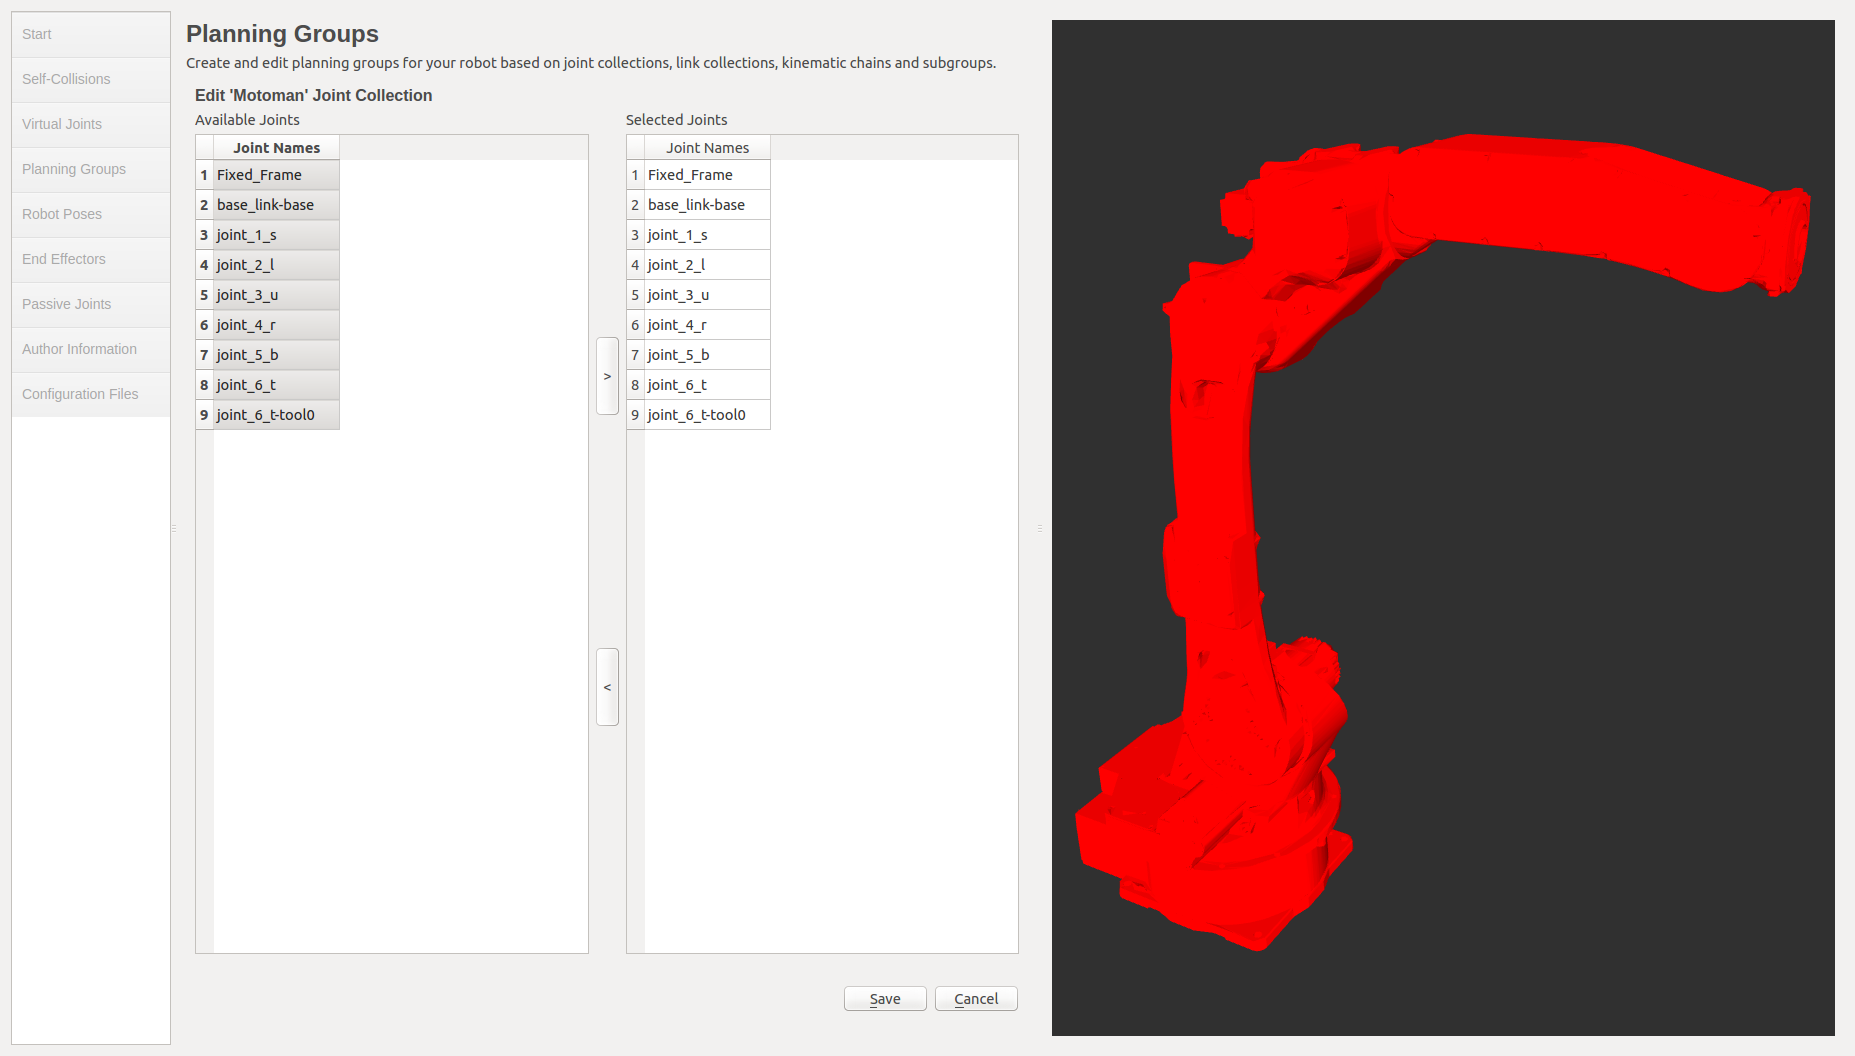 Start
Self-Collisions
Virtual Joints
Planning Groups
Robot Poses
End Effectors
Passive Joints
Author Information
Configuration Files
Planning Groups
Create and edit planning groups for your robot based on joint collections, link collections, kinematic chains and subgroups.
Edit 'Motoman' Joint Collection
Available Joints
Joint Names
1 Fixed_Frame
2 base_link-base
3 joint_1_s
4 joint_2_l
5 joint_3_u
6 joint_4_r
7 joint_5_b
8 joint_6_t
9 joint_6_t-tool0
>
<
Selected Joints
Joint Names
1 Fixed_Frame
2 base_link-base
3 joint_1_s
4 joint_2_l
5 joint_3_u
6 joint_4_r
7 joint_5_b
8 joint_6_t
9 joint_6_t-tool0
Save
Cancel